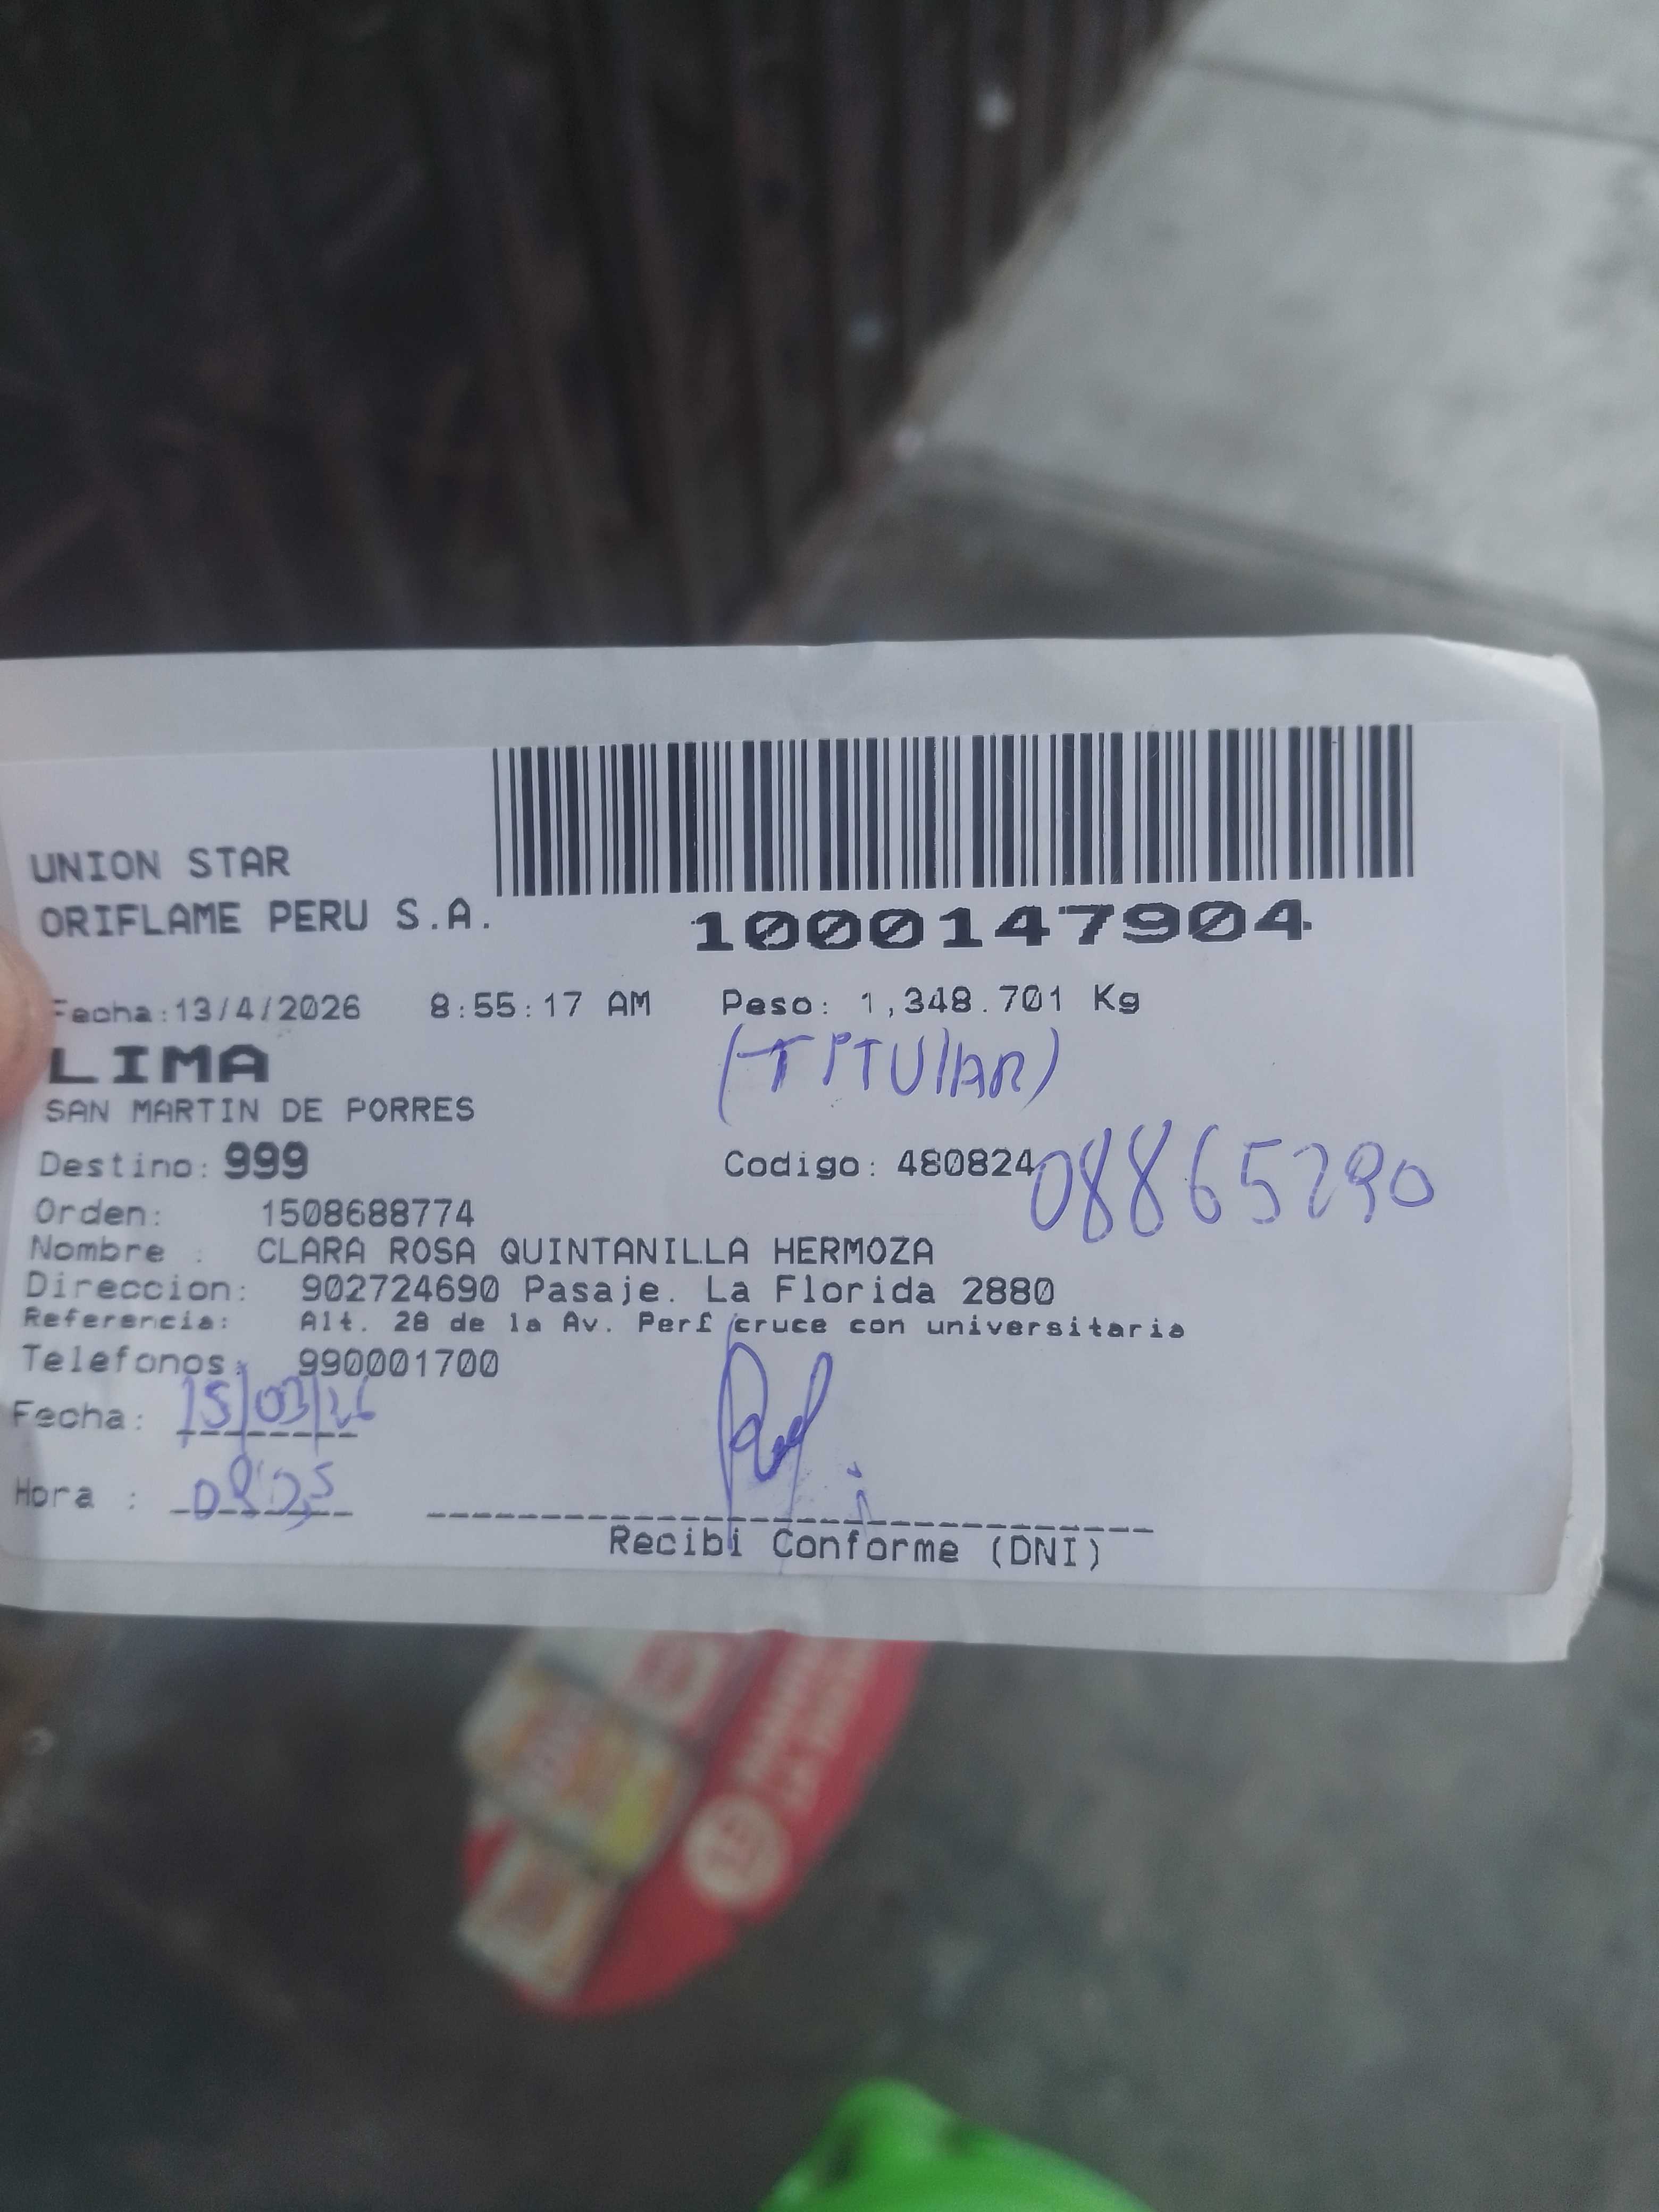 UNION STAR
ORIFLAME PERU S.A.
1000147904
Fecha:13/4/2026 8:55:17 AM Peso: 1,348.701 Kg
LIMA
(TITULAR)
SAN MARTIN DE PORRES
Destino: 999 Codigo: 480824
08865290
Orden: 1508688774
Nombre : CLARA ROSA QUINTANILLA HERMOZA
Direccion: 902724690 Pasaje. La Florida 2880
Referencia: Alt. 28 de la Av. Perf cruce con universitaria
Telefonos: 990001700
Fecha: 15/03/26
Hora :
Recibi Conforme (DNI)